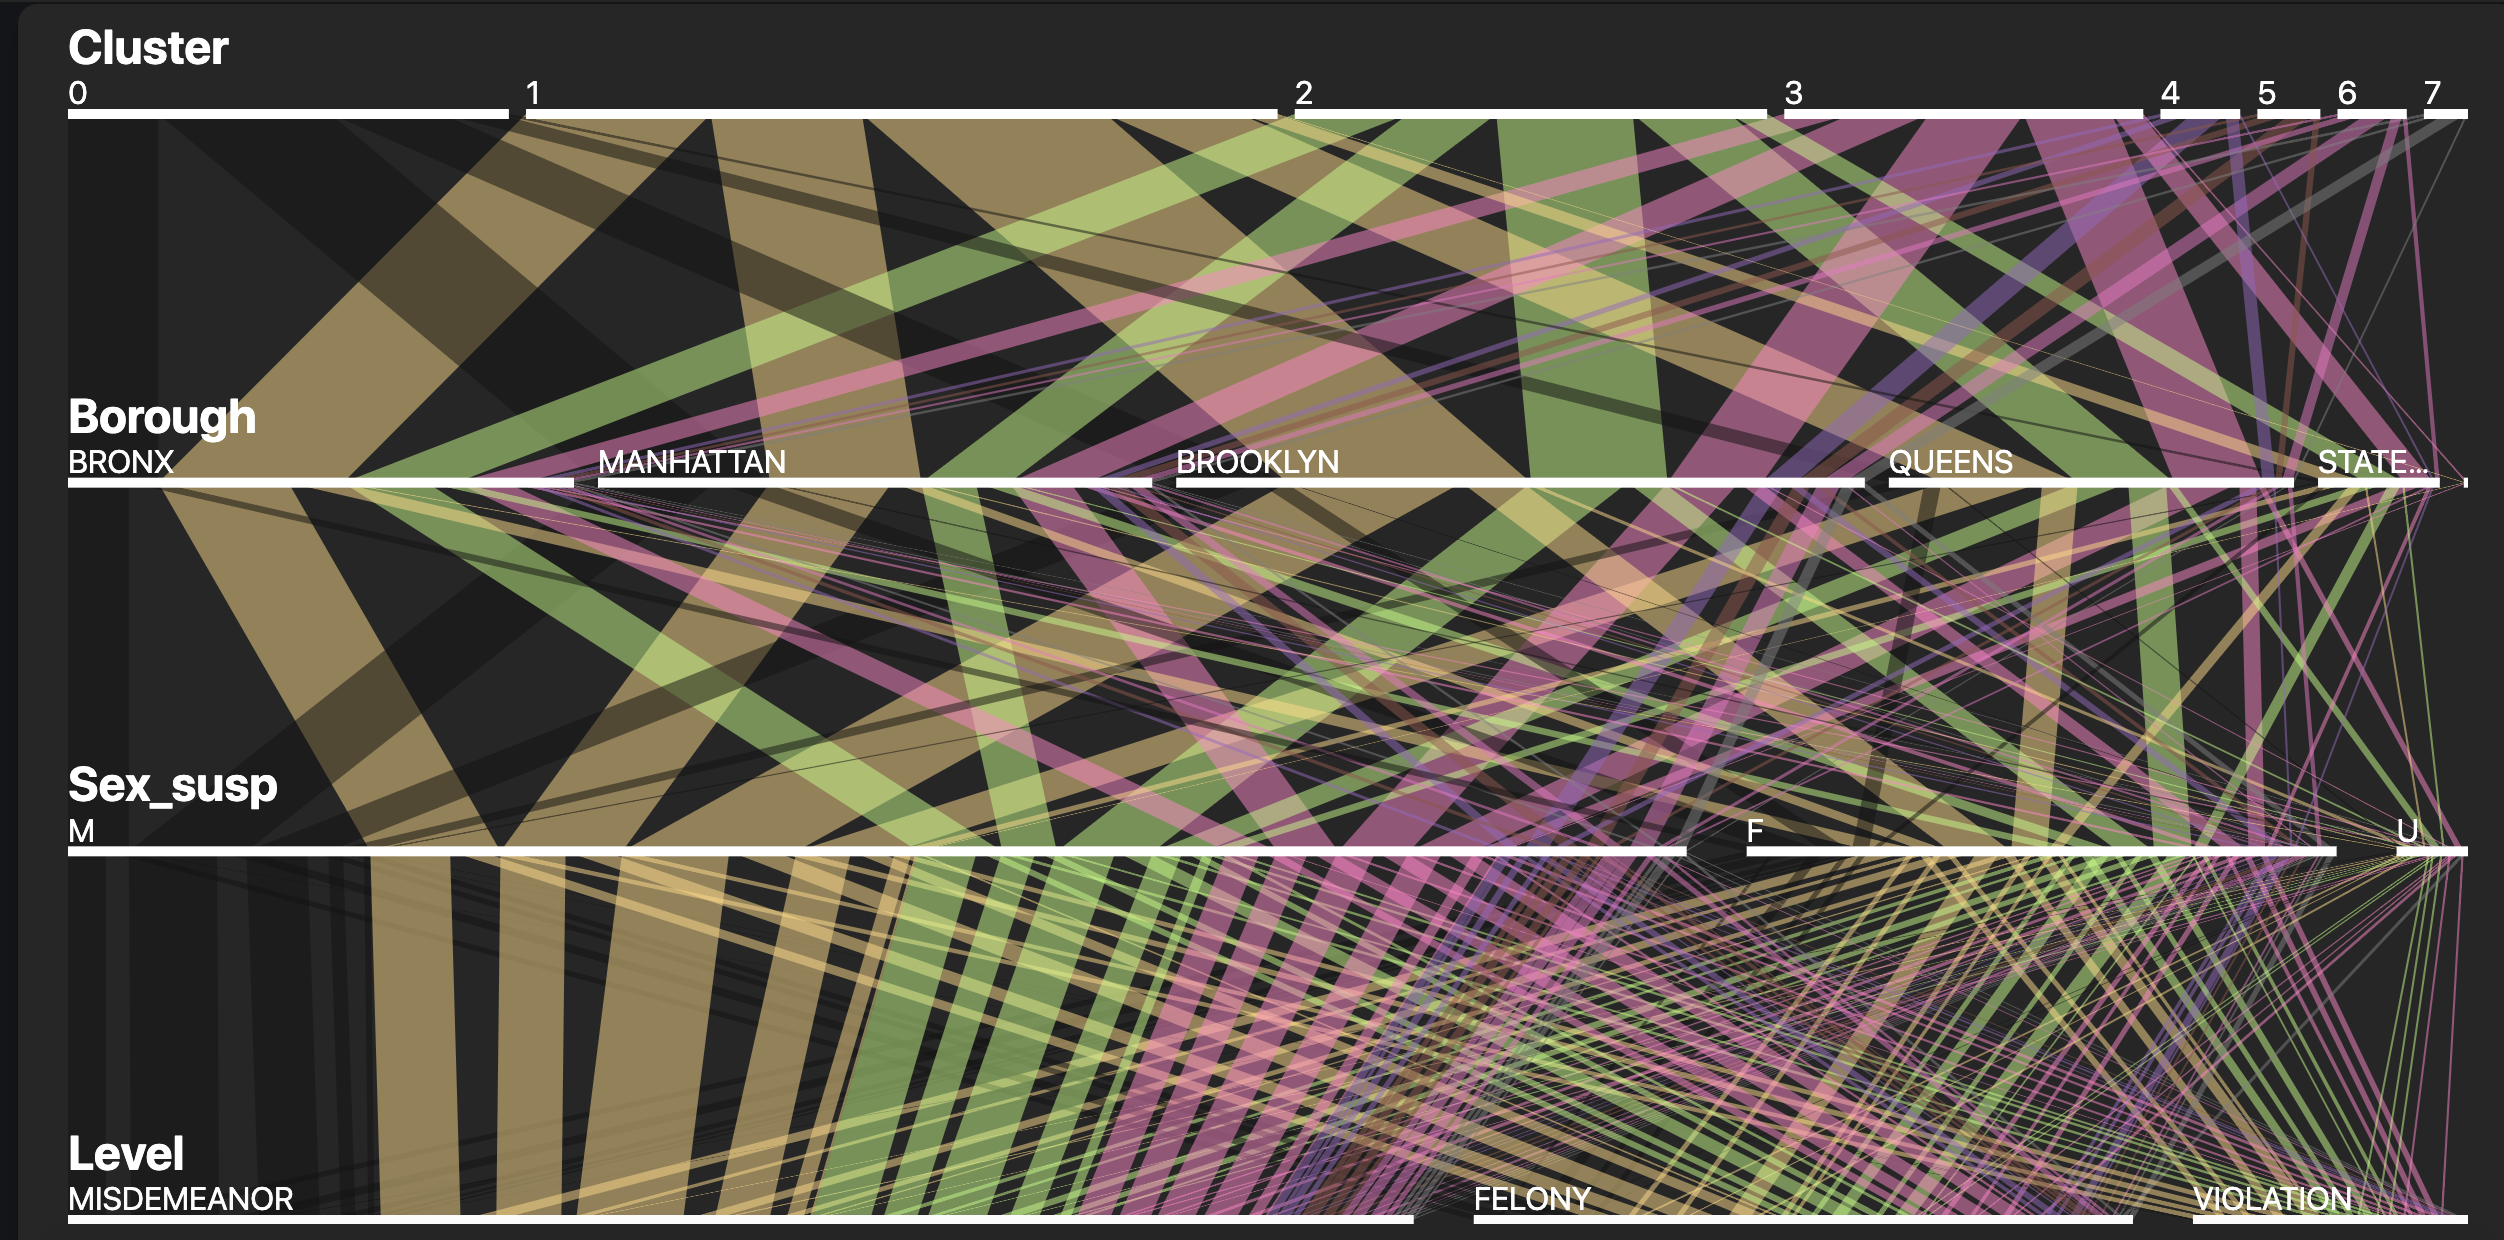 Cluster
0 1 2 3 4 5 6 7
Borough
BRONX MANHATTAN BROOKLYN QUEENS STATE...
Sex_susp
M F U
Level
MISDEMEANOR FELONY VIOLATION